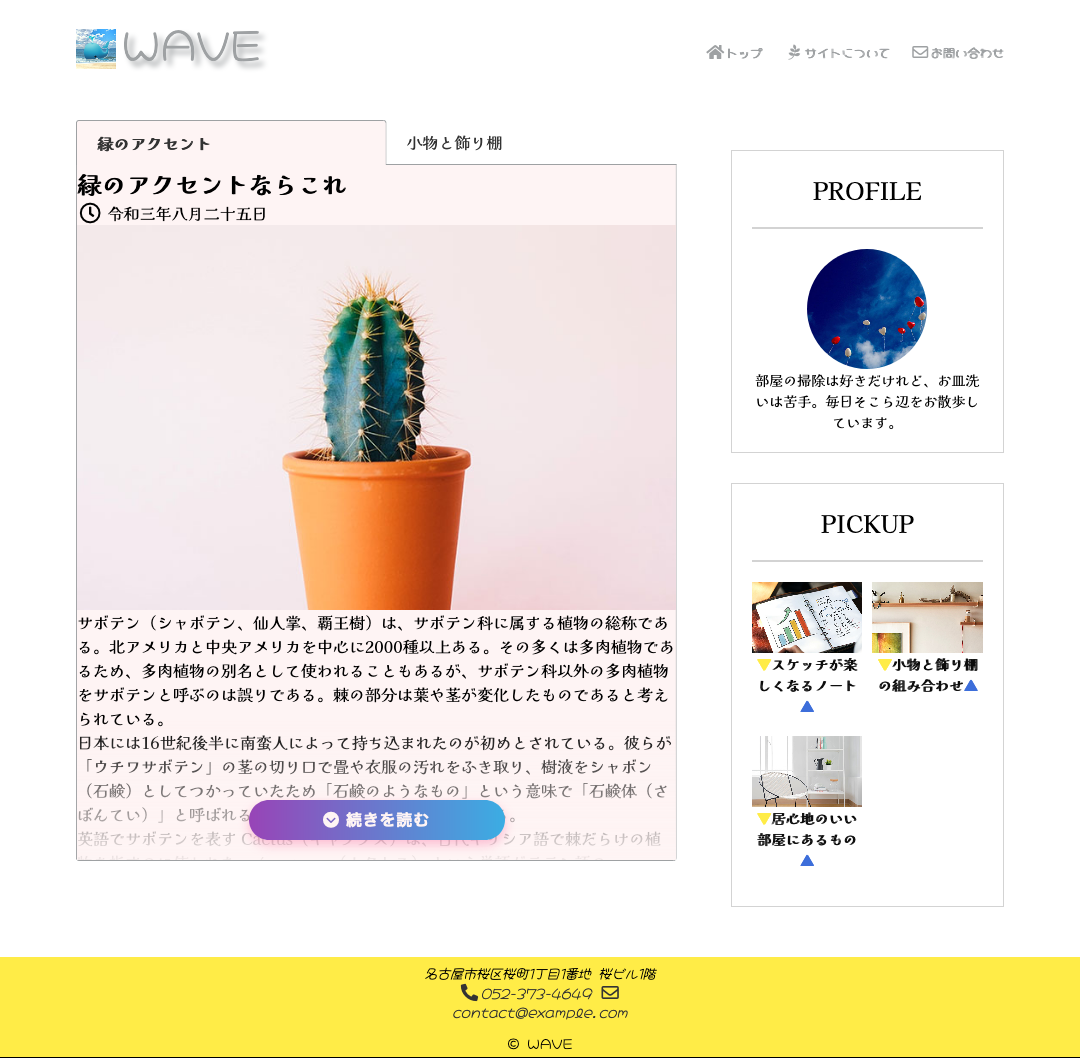 WAVE
トップ
サイトについて
お問い合わせ
緑のアクセント
小物と飾り棚
緑のアクセントならこれ
令和三年八月二十五日
サボテン（シャボテン、仙人掌、覇王樹）は、サボテン科に属する植物の総称であ
る。北アメリカと中央アメリカを中心に2000種以上ある。その多くは多肉植物であ
るため、多肉植物の別名として使われることもあるが、サボテン科以外の多肉植物
をサボテンと呼ぶのは誤りである。棘の部分は葉や茎が変化したものであると考え
られている。
日本には16世紀後半に南蛮人によって持ち込まれたのが初めとされている。彼らが
「ウチワサボテン」の茎の切り口で畳や衣服の汚れをふき取り、樹液をシャボン
（石鹸）としてつかっていたため「石鹸のようなもの」という意味で「石鹸体（さ
ぼんてい）」と呼ばれる
。
続きを読む
英語でサボテンを表す Cactus
は、古代ギリシア語で棘だらけの植
PROFILE
部屋の掃除は好きだけれど、お皿洗
いは苦手。毎日そこら辺をお散歩し
ています。
PICKUP
▼スケッチが楽
しくなるノート
▲
▼小物と飾り棚
の組み合わせ▲
▼居心地のいい
部屋にあるもの
▲
名古屋市桜区桜町1丁目1番地 桜ビル1階
052-373-4649
contact@example.com
© WAVE